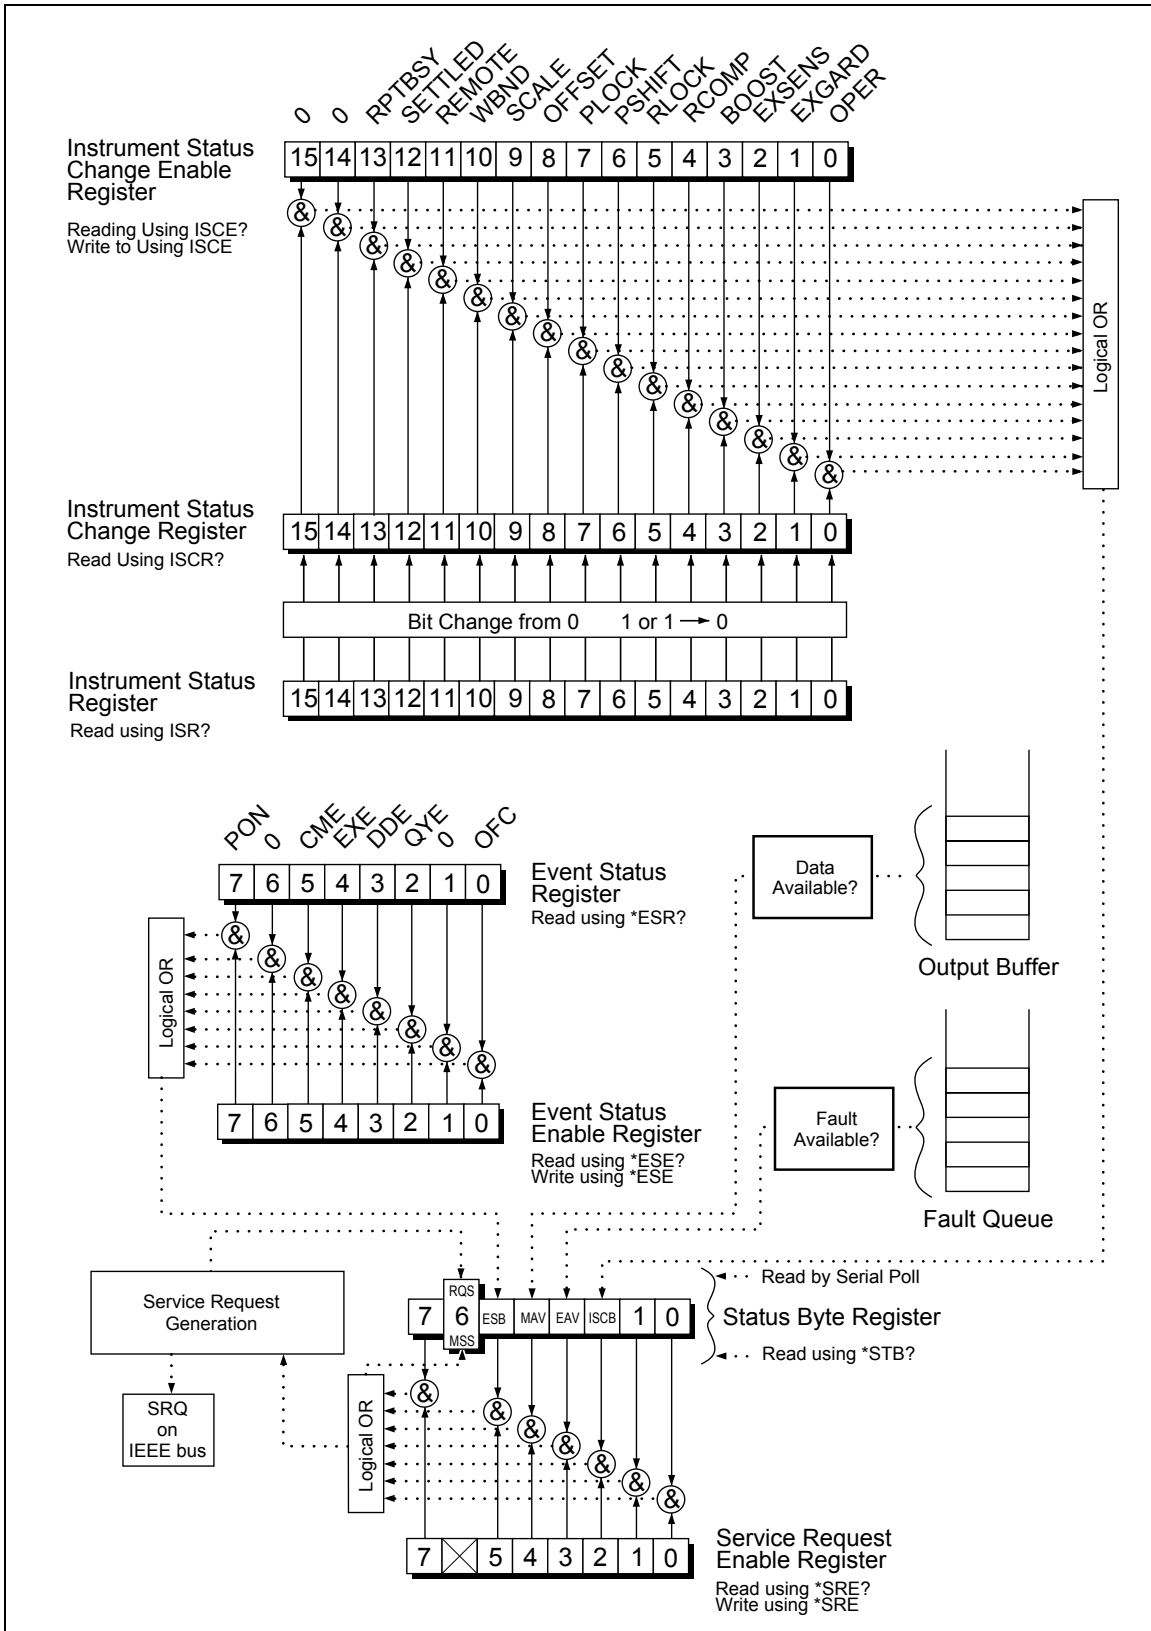 0 0 RPTBSY SETTLED REMOTE WBND SCALE OFFSET PLOCK PSHIFT RLOCK RCOMP BOOST EXSENS EXGARD OPER
Instrument Status
Change Enable
Register
15 14 13 12 11 10 9 8 7 6 5 4 3 2 1 0
Reading Using ISCE?
Write to Using ISCE
& & & & & & & & & & & & & & & &
Logical OR
Instrument Status
Change Register
15 14 13 12 11 10 9 8 7 6 5 4 3 2 1 0
Read Using ISCR?
Bit Change from 0 1 or 1 → 0
Instrument Status
Register
15 14 13 12 11 10 9 8 7 6 5 4 3 2 1 0
Read using ISR?
PON 0 CME EXE DDE QYE 0 OFC
7 6 5 4 3 2 1 0
Event Status
Register
Read using *ESR?
Data
Available?
Output Buffer
& & & & & & & &
Logical OR
7 6 5 4 3 2 1 0
Event Status
Enable Register
Read using *ESE?
Write using *ESE
Fault
Available?
Fault Queue
Service Request
Generation
RQS
7 6 ESB MAV EAV ISCB 1 0
MSS
Read by Serial Poll
Status Byte Register
Read using *STB?
SRQ
on
IEEE bus
Logical OR
& & & & & & &
7 5 4 3 2 1 0
Service Request
Enable Register
Read using *SRE?
Write using *SRE